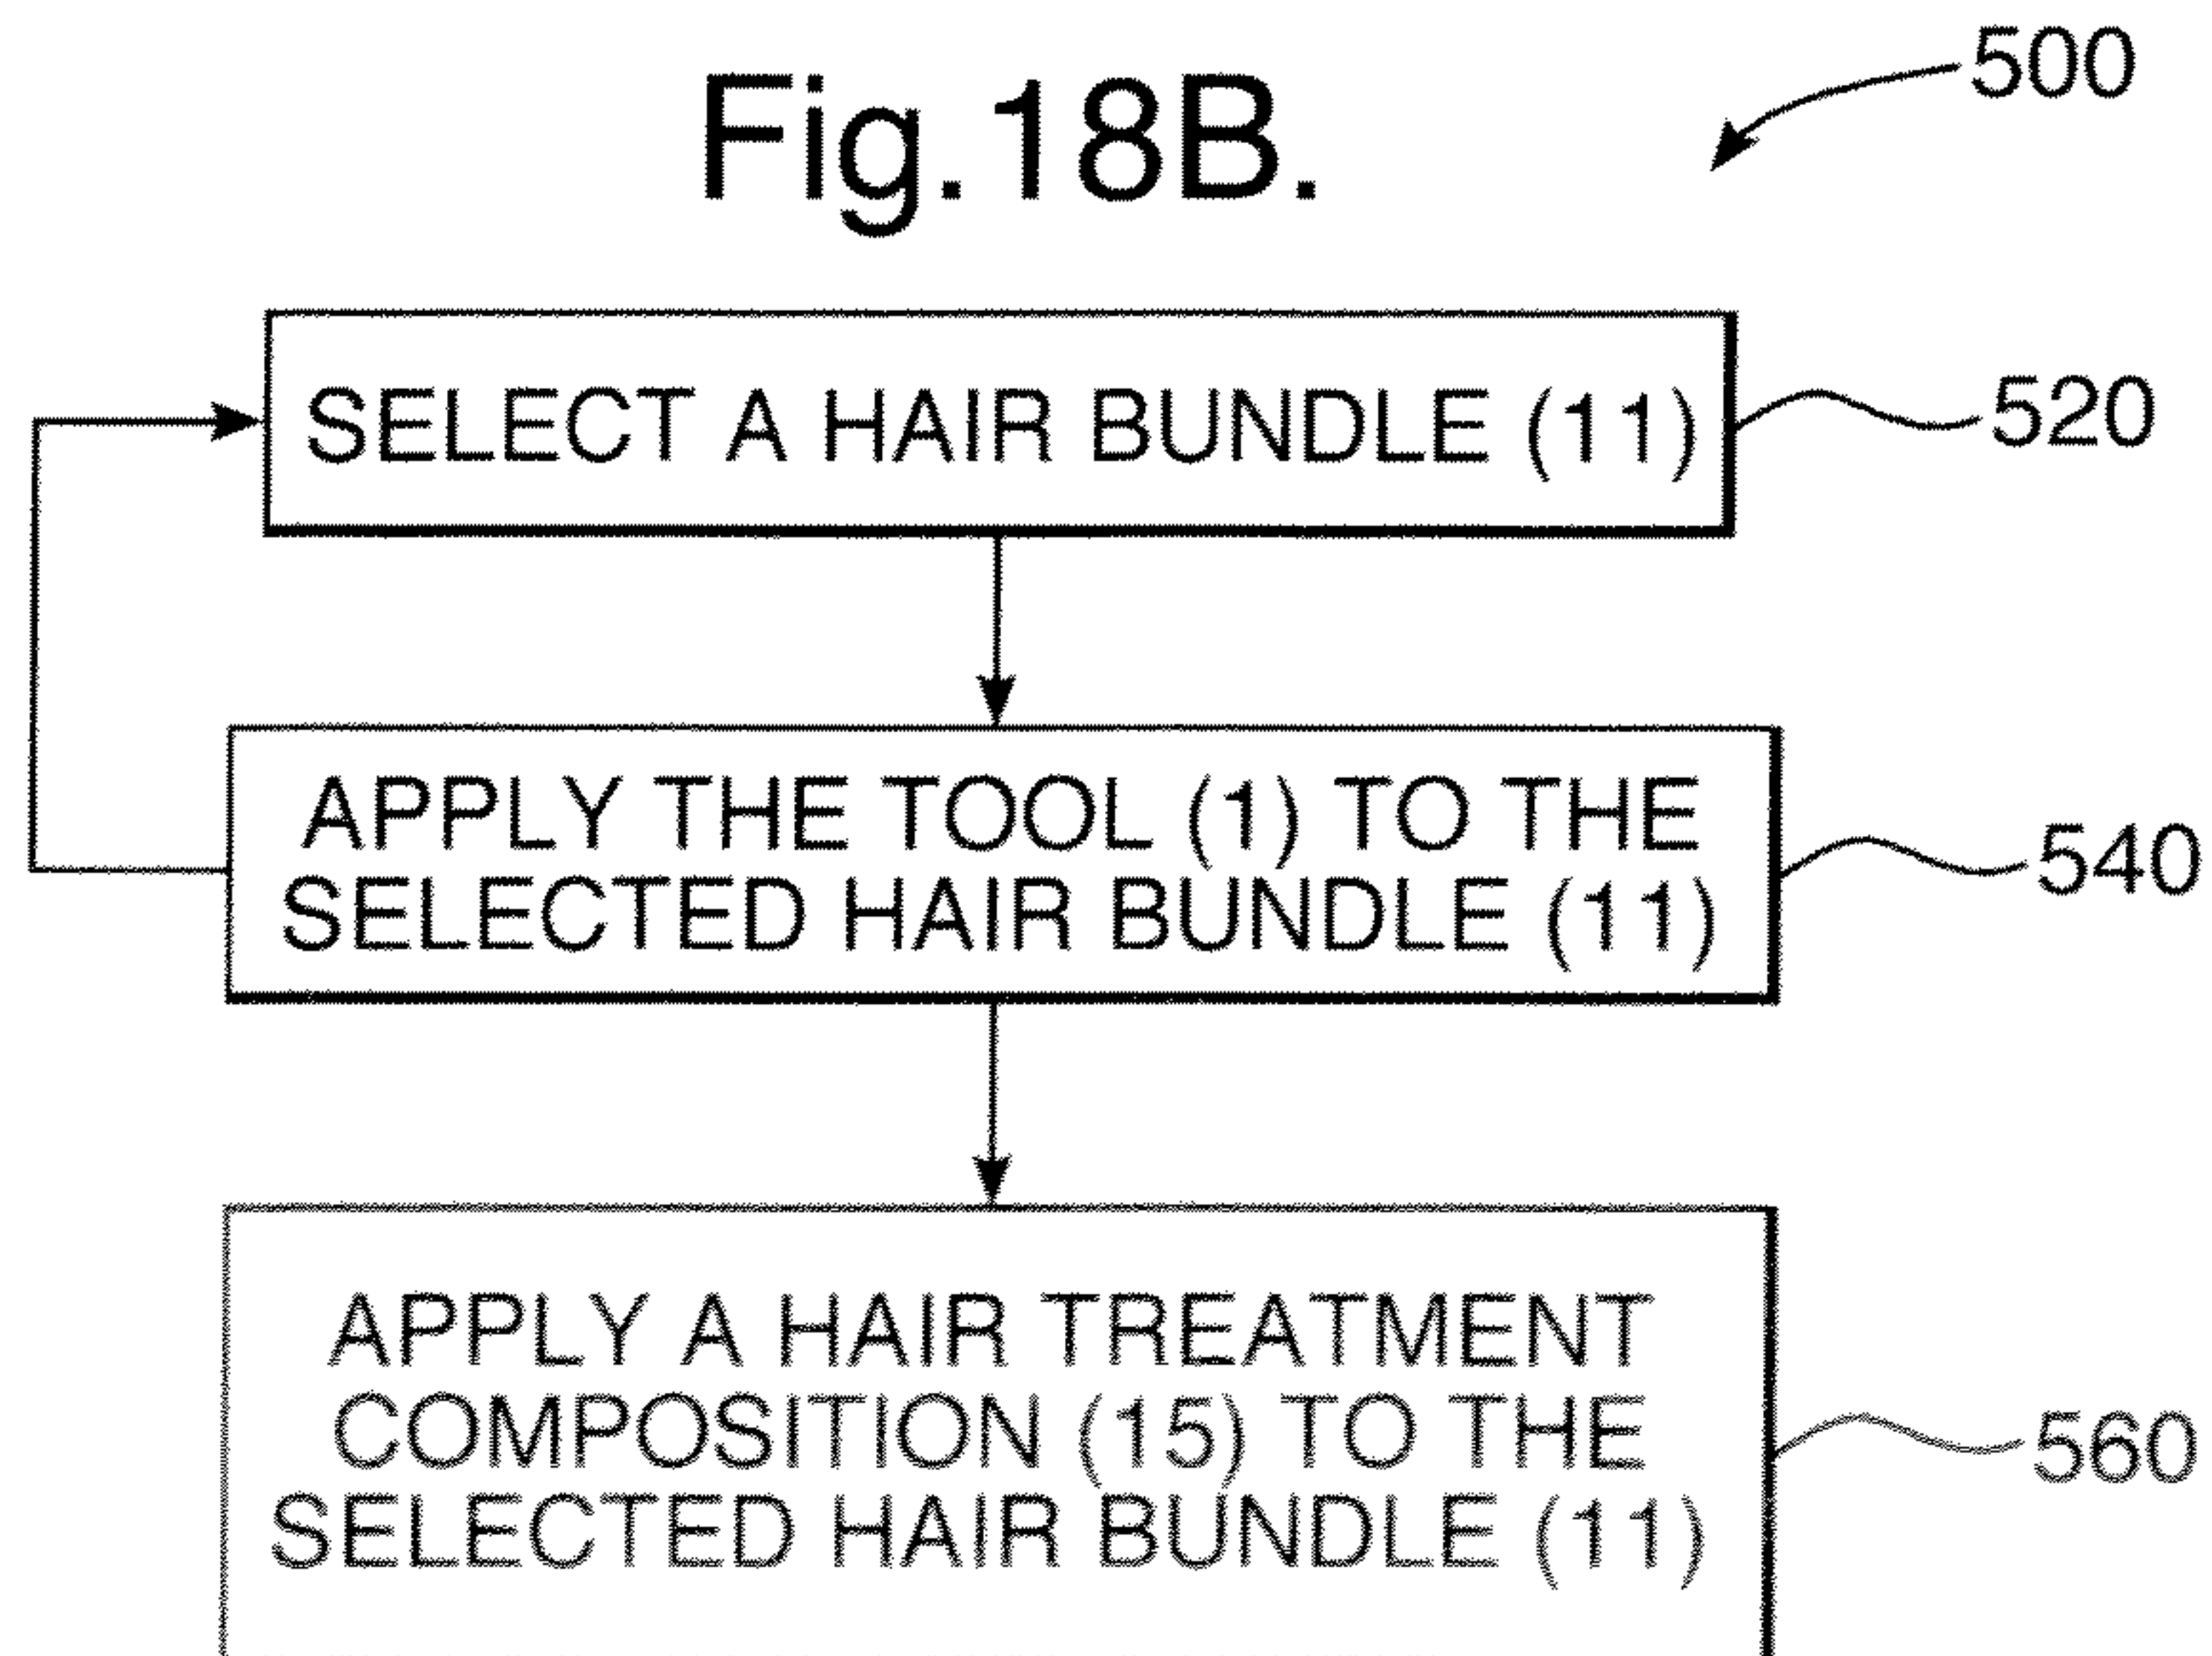 Fig.18B.
500
SELECT A HAIR BUNDLE (11)
520
APPLY THE TOOL (1) TO THE
SELECTED HAIR BUNDLE (11)
540
APPLY A HAIR TREATMENT
COMPOSITION (15) TO THE
SELECTED HAIR BUNDLE (11)
560